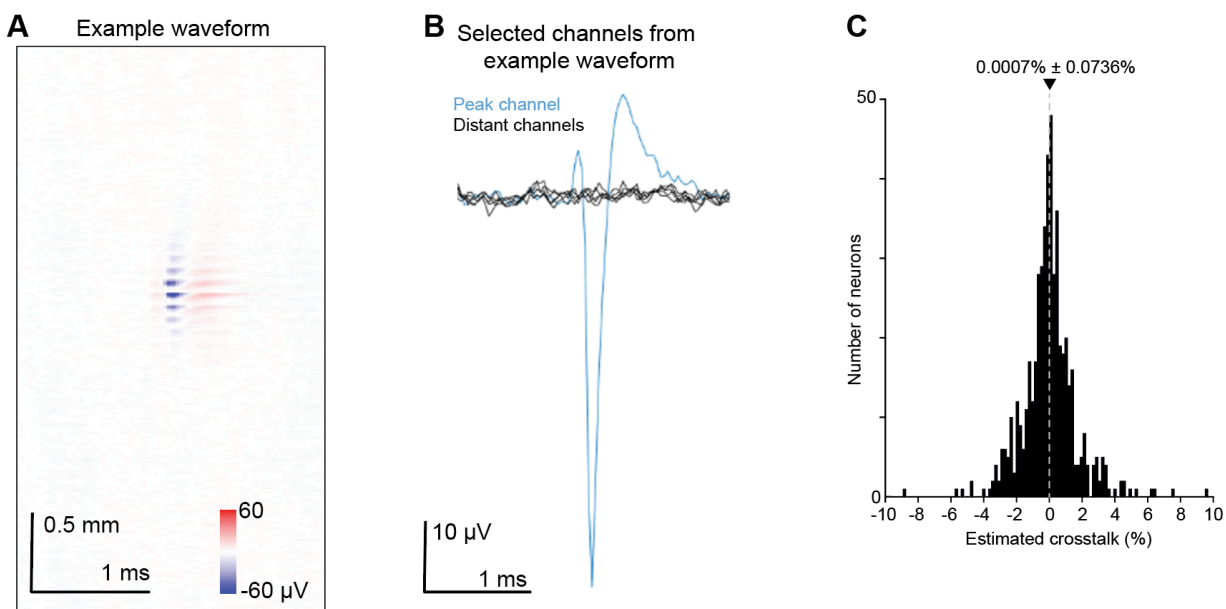 A
Example waveform
0.5 mm
1 ms
60
-60 µV
B
Selected channels from
example waveform
Peak channel
Distant channels
10 µV
1 ms
C
0.0007% ± 0.0736%
50
Number of neurons
0
-10 -8 -6 -4 -2 0 2 4 6 8 10
Estimated crosstalk (%)